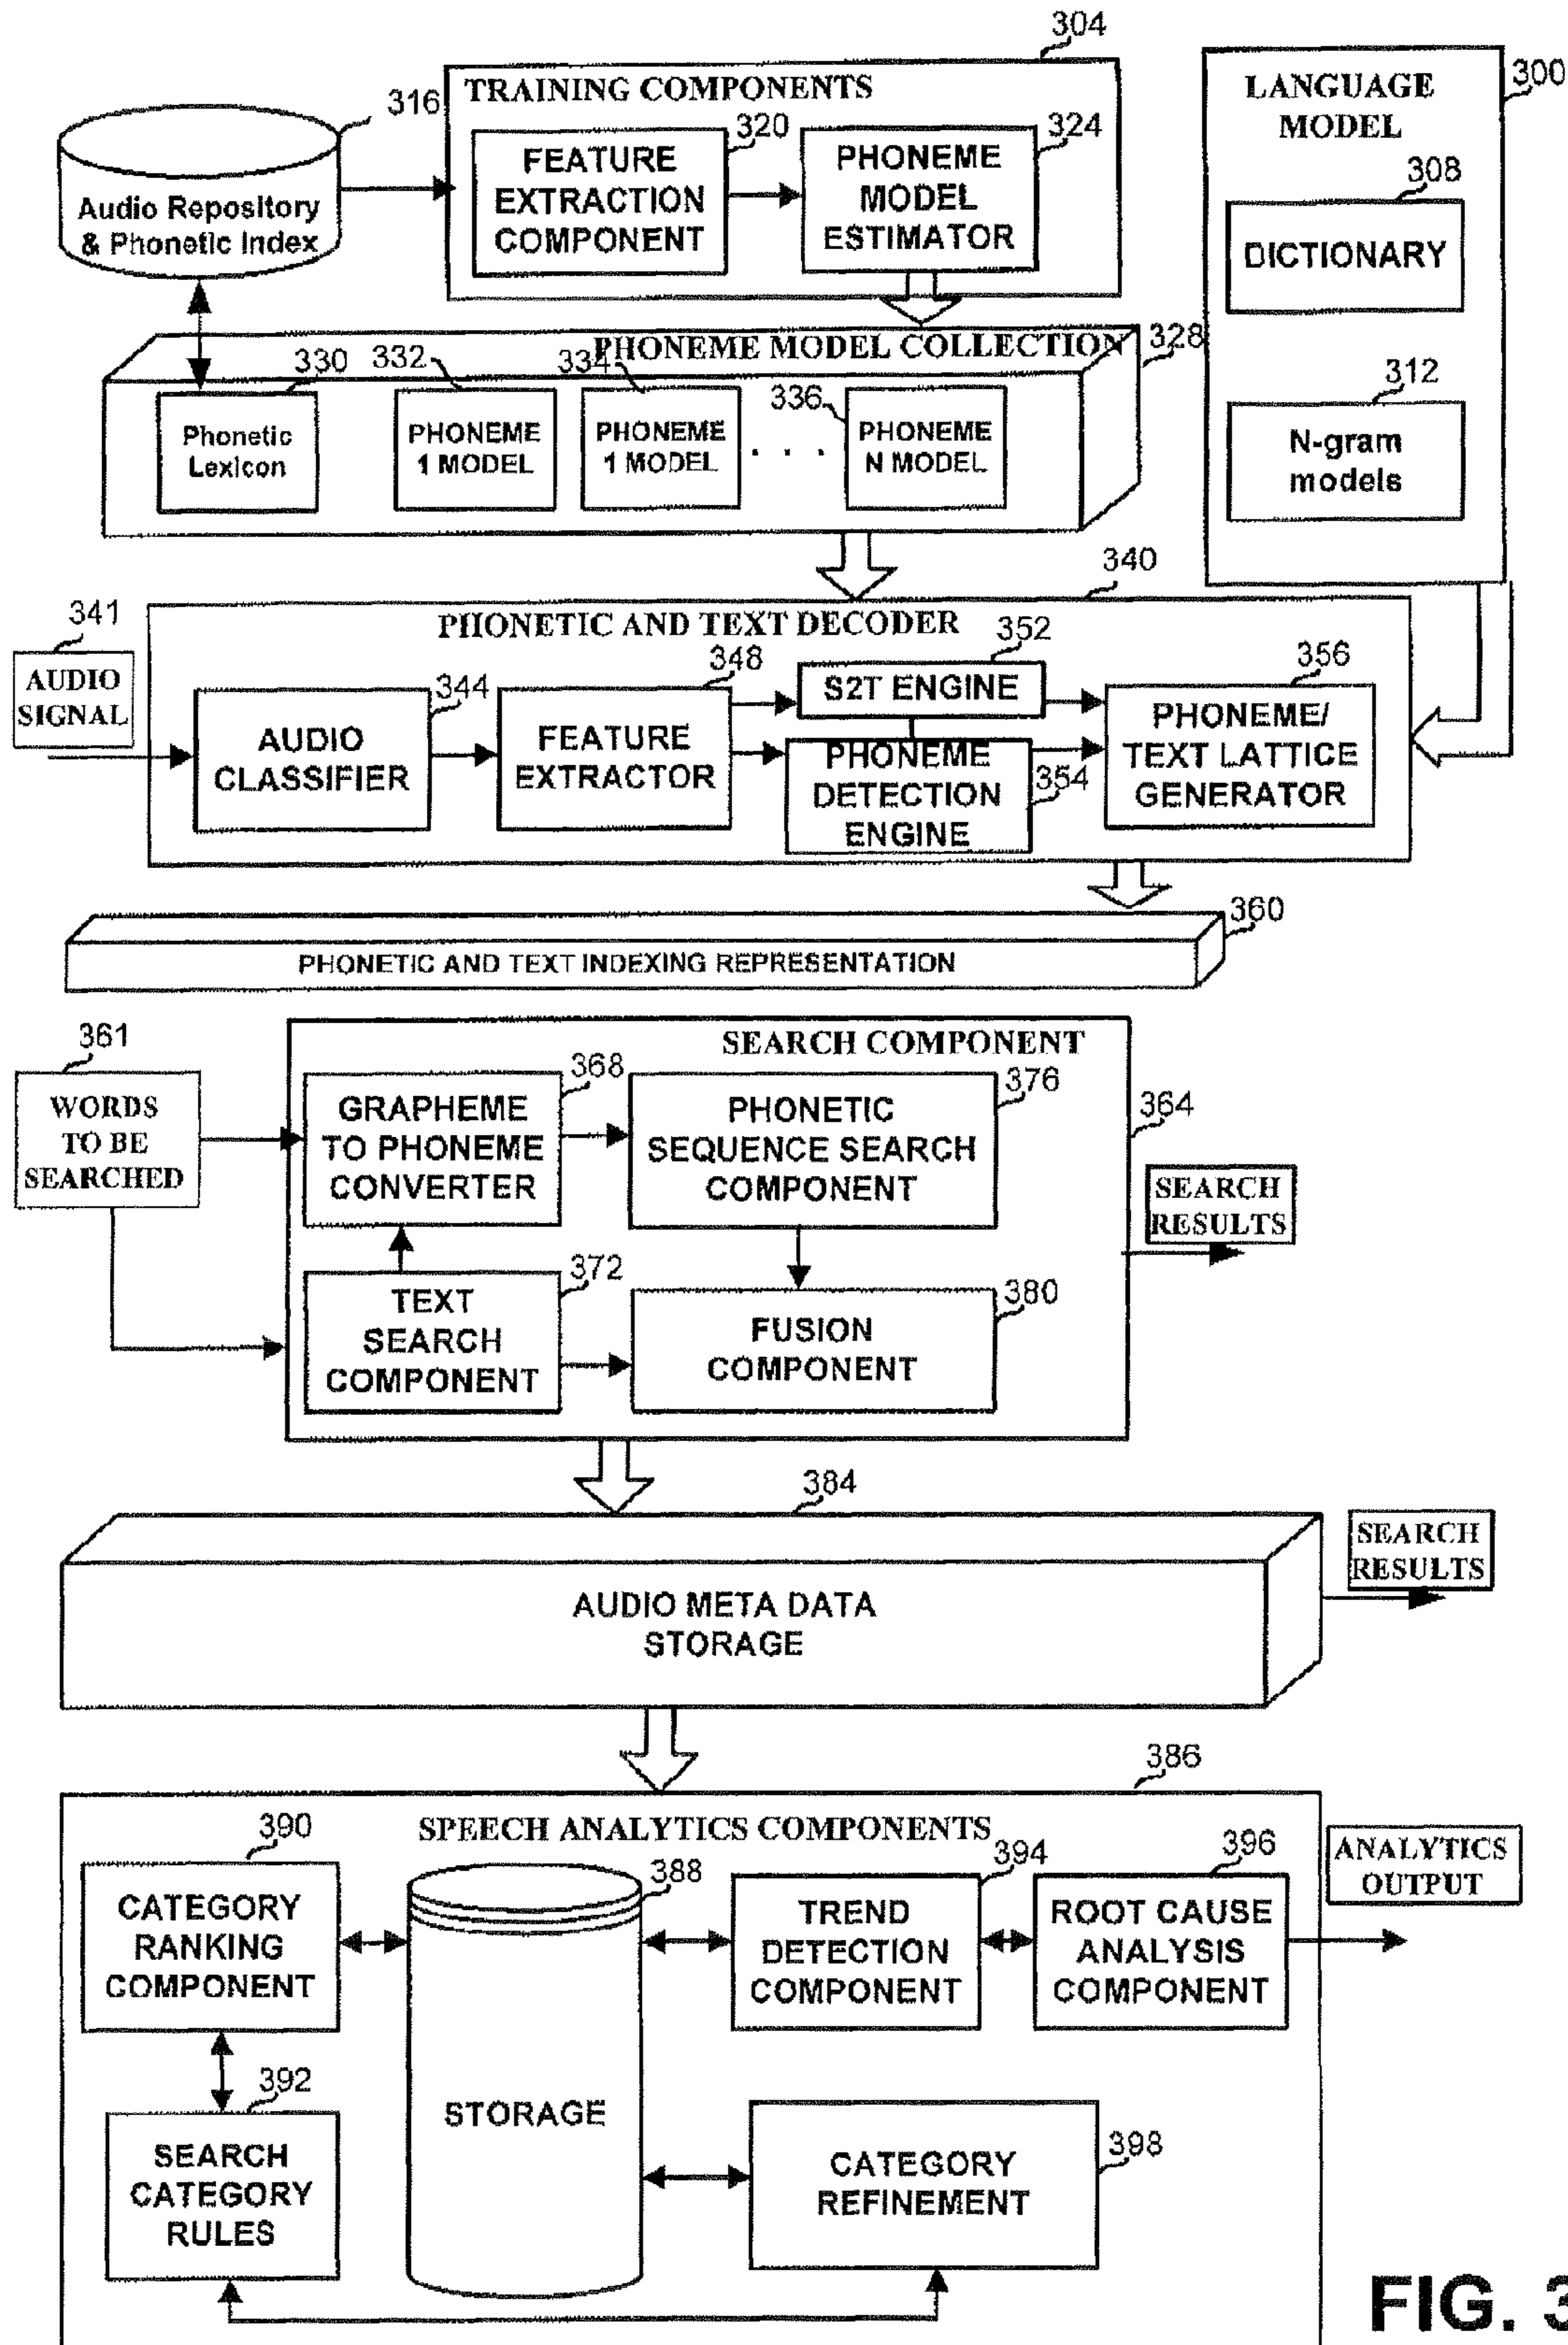 304
TRAINING COMPONENTS
316
Audio Repository
& Phonetic Index
320
FEATURE
EXTRACTION
COMPONENT
324
PHONEME
MODEL
ESTIMATOR
300
LANGUAGE
MODEL
308
DICTIONARY
312
N-gram
models
PHONEME MODEL COLLECTION
328
330
Phonetic
Lexicon
332
PHONEME
1 MODEL
334
PHONEME
1 MODEL
. . .
336
PHONEME
N MODEL
340
PHONETIC AND TEXT DECODER
341
AUDIO
SIGNAL
344
AUDIO
CLASSIFIER
348
FEATURE
EXTRACTOR
352
S2T ENGINE
354
PHONEME
DETECTION
ENGINE
356
PHONEME/
TEXT LATTICE
GENERATOR
360
PHONETIC AND TEXT INDEXING REPRESENTATION
361
WORDS
TO BE
SEARCHED
SEARCH COMPONENT
364
368
GRAPHEME
TO PHONEME
CONVERTER
376
PHONETIC
SEQUENCE SEARCH
COMPONENT
SEARCH
RESULTS
372
TEXT
SEARCH
COMPONENT
380
FUSION
COMPONENT
384
AUDIO META DATA
STORAGE
SEARCH
RESULTS
386
SPEECH ANALYTICS COMPONENTS
390
CATEGORY
RANKING
COMPONENT
388
STORAGE
394
TREND
DETECTION
COMPONENT
396
ROOT CAUSE
ANALYSIS
COMPONENT
ANALYTICS
OUTPUT
392
SEARCH
CATEGORY
RULES
398
CATEGORY
REFINEMENT
FIG. 3